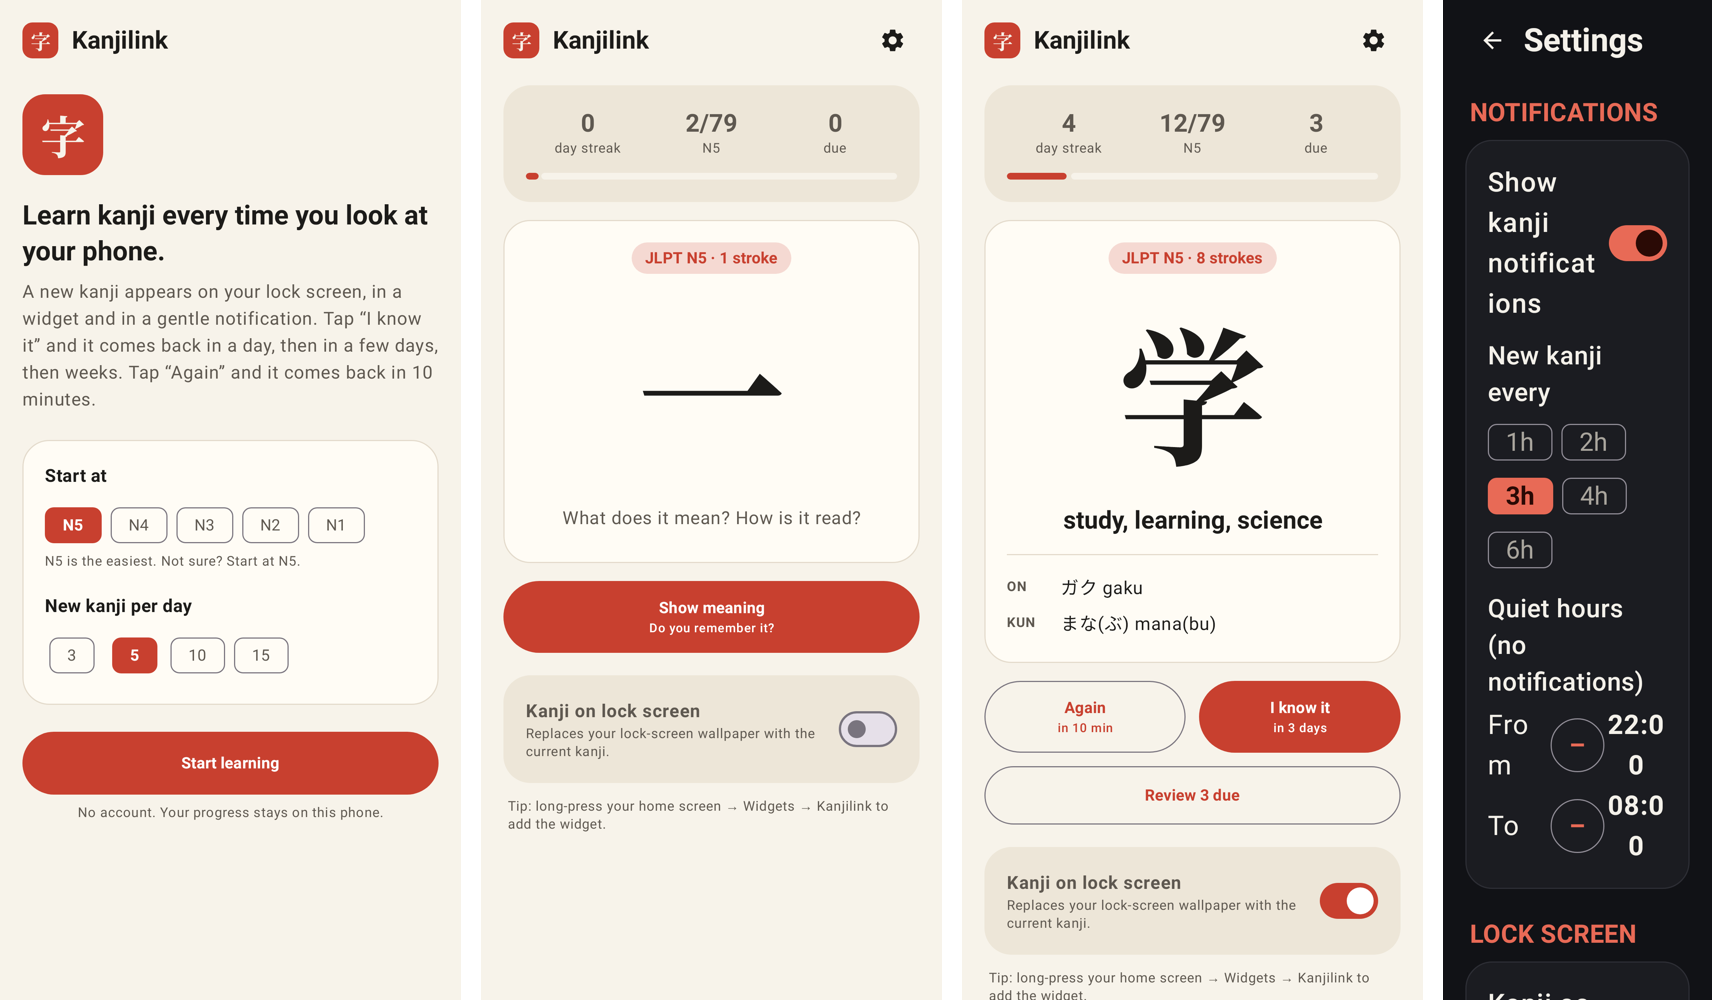 字 Kanjilink
字
Learn kanji every time you look at
your phone.
A new kanji appears on your lock screen, in a
widget and in a gentle notification. Tap “I know
it” and it comes back in a day, then in a few days,
then weeks. Tap “Again” and it comes back in 10
minutes.
Start at
N5 N4 N3 N2 N1
N5 is the easiest. Not sure? Start at N5.
New kanji per day
3 5 10 15
Start learning
No account. Your progress stays on this phone.
字 Kanjilink
0 2/79 0
day streak N5 due
JLPT N5 · 1 stroke
一
What does it mean? How is it read?
Show meaning
Do you remember it?
Kanji on lock screen
Replaces your lock-screen wallpaper with the
current kanji.
Tip: long-press your home screen → Widgets → Kanjilink to
add the widget.
字 Kanjilink
4 12/79 3
day streak N5 due
JLPT N5 · 8 strokes
学
study, learning, science
ON ガク gaku
KUN まな(ぶ) mana(bu)
Again I know it
in 10 min in 3 days
Review 3 due
Kanji on lock screen
Replaces your lock-screen wallpaper with the
current kanji.
Tip: long-press your home screen → Widgets → Kanjilink to
add the widget.
← Settings
NOTIFICATIONS
Show
kanji
notificat
ions
New kanji
every
1h 2h
3h 4h
6h
Quiet hours
(no
notifications)
Fro
m
− 22:0
0
To − 08:0
0
LOCK SCREEN